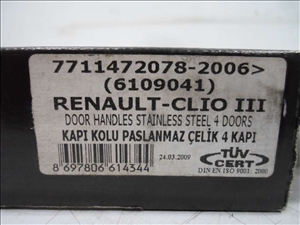 7711472078-2006>
(6109041)
RENAULT-CLIO III
DOOR HANDLES STAINLESS STEEL 4 DOORS
KAPI KOLU PASLANMAZ ÇELİK 4 KAPI
24.03.2009
8 697806 614344
TÜV
CERT
DIN EN ISO 9001: 2000